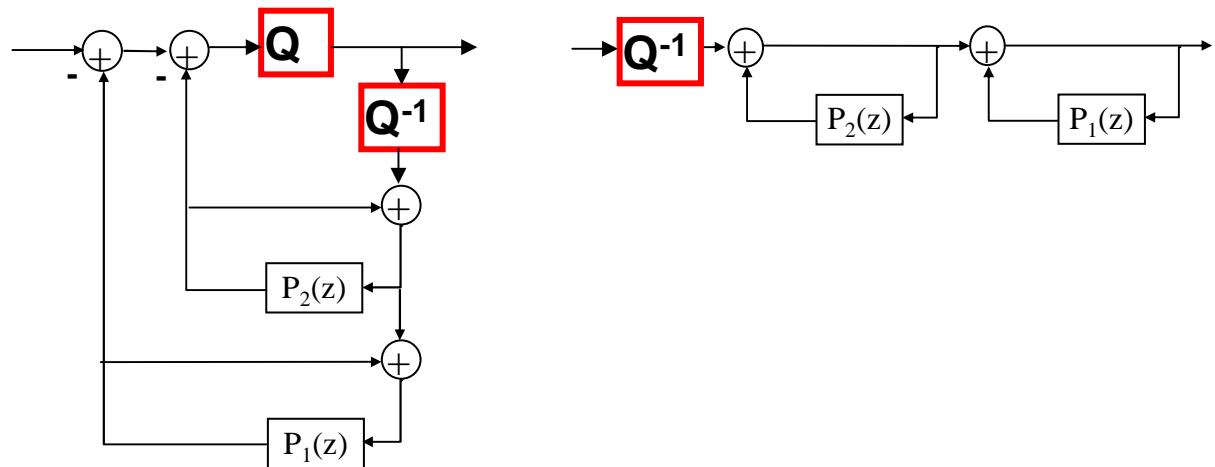 +
+
Q
Q⁻¹
+
+
-
-
Q⁻¹
+
P₂(z)
+
P₁(z)
P₂(z)
P₁(z)